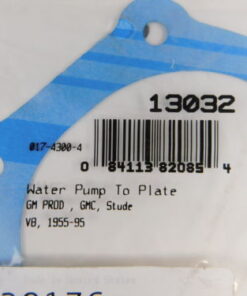 13032
017-4300-4
0 84113 82085 4
Water Pump To Plate
GM PROD , GMC, Stude
V8, 1955-95